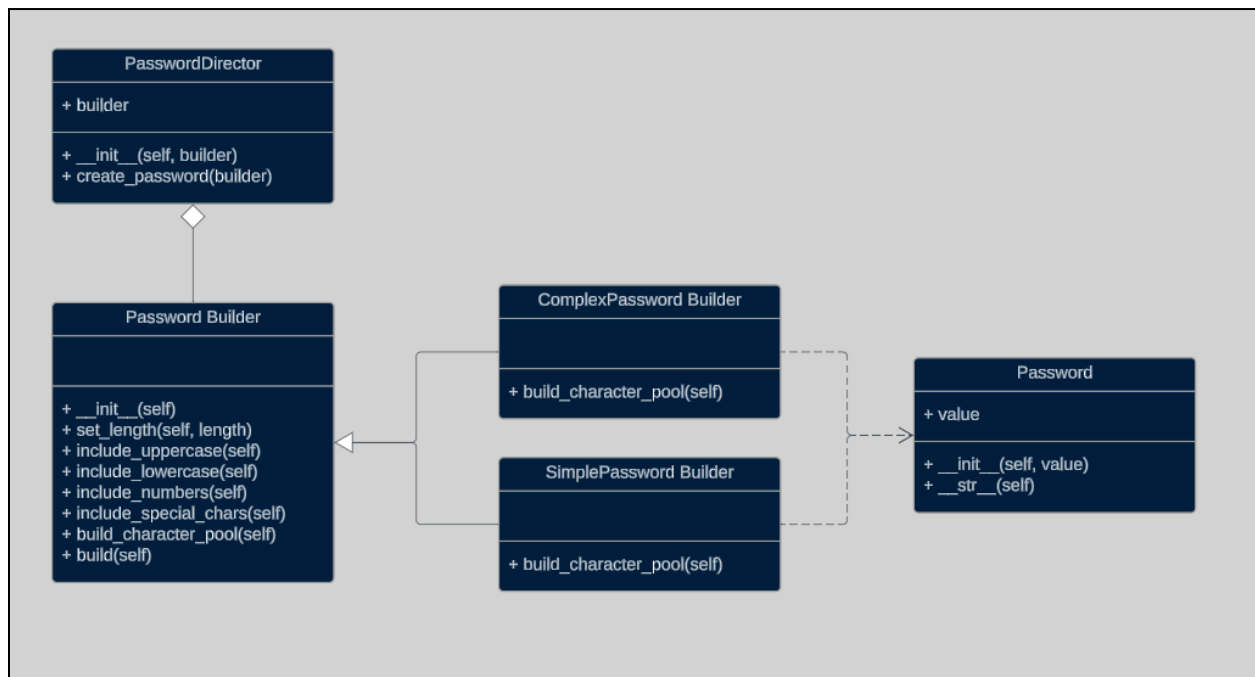 PasswordDirector
+ builder
+ __init__(self, builder)
+ create_password(builder)
Password Builder
+ __init__(self)
+ set_length(self, length)
+ include_uppercase(self)
+ include_lowercase(self)
+ include_numbers(self)
+ include_special_chars(self)
+ build_character_pool(self)
+ build(self)
ComplexPassword Builder
+ build_character_pool(self)
SimplePassword Builder
+ build_character_pool(self)
Password
+ value
+ __init__(self, value)
+ __str__(self)